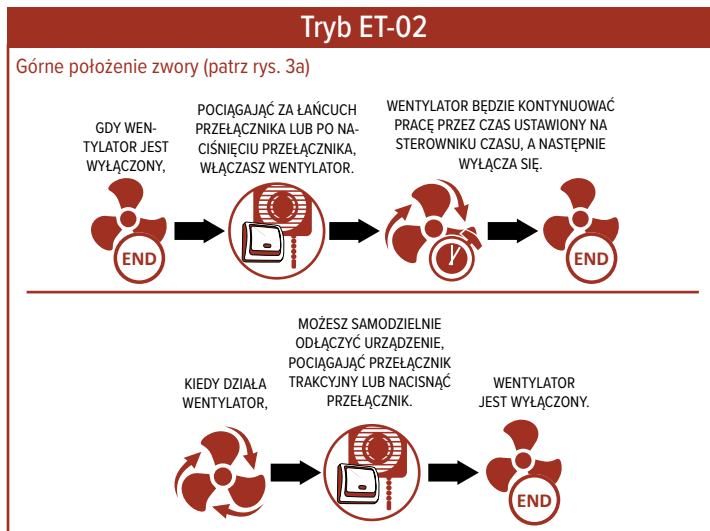 Tryb ET-02
Górne położenie zwory (patrz rys. 3a)
GDY WEN-
TYLATOR JEST
WYŁĄCZONY,
POCIĄGAJĄĆ ZA ŁAŃCUCH
PRZEŁĄCZNIKA LUB PO NA-
CIŚNIĘCIU PRZEŁĄCZNIKA,
WŁĄCZASZ WENTYLATOR.
WENTYLATOR BĘDZIE KONTYNUOWAĆ
PRACĘ PRZEZ CZAS USTAWIONY NA
STEROWNIKU CZASU, A NASTĘPNIE
WYŁĄCZA SIĘ.
END
END
KIEDY DZIAŁA
WENTYLATOR,
MOŻESZ SAMODZIELNIE
ODŁĄCZYĆ URZĄDZENIE,
POCIĄGAJĄĆ PRZEŁĄCZNIK
TRAKCYJNY LUB NACISNĄĆ
PRZEŁĄCZNIK.
WENTYLATOR
JEST WYŁĄCZONY.
END